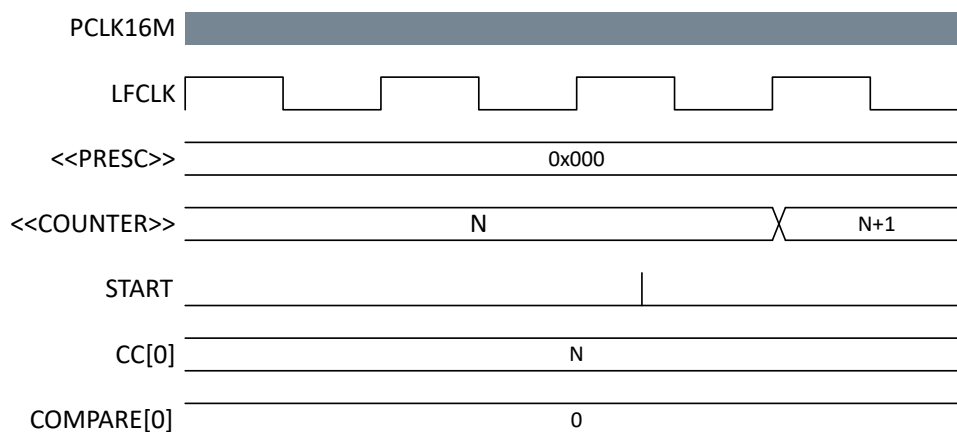 PCLK16M
LFCLK
<<PRESC>> 0x000
<<COUNTER>> N N+1
START
CC[0] N
COMPARE[0] 0